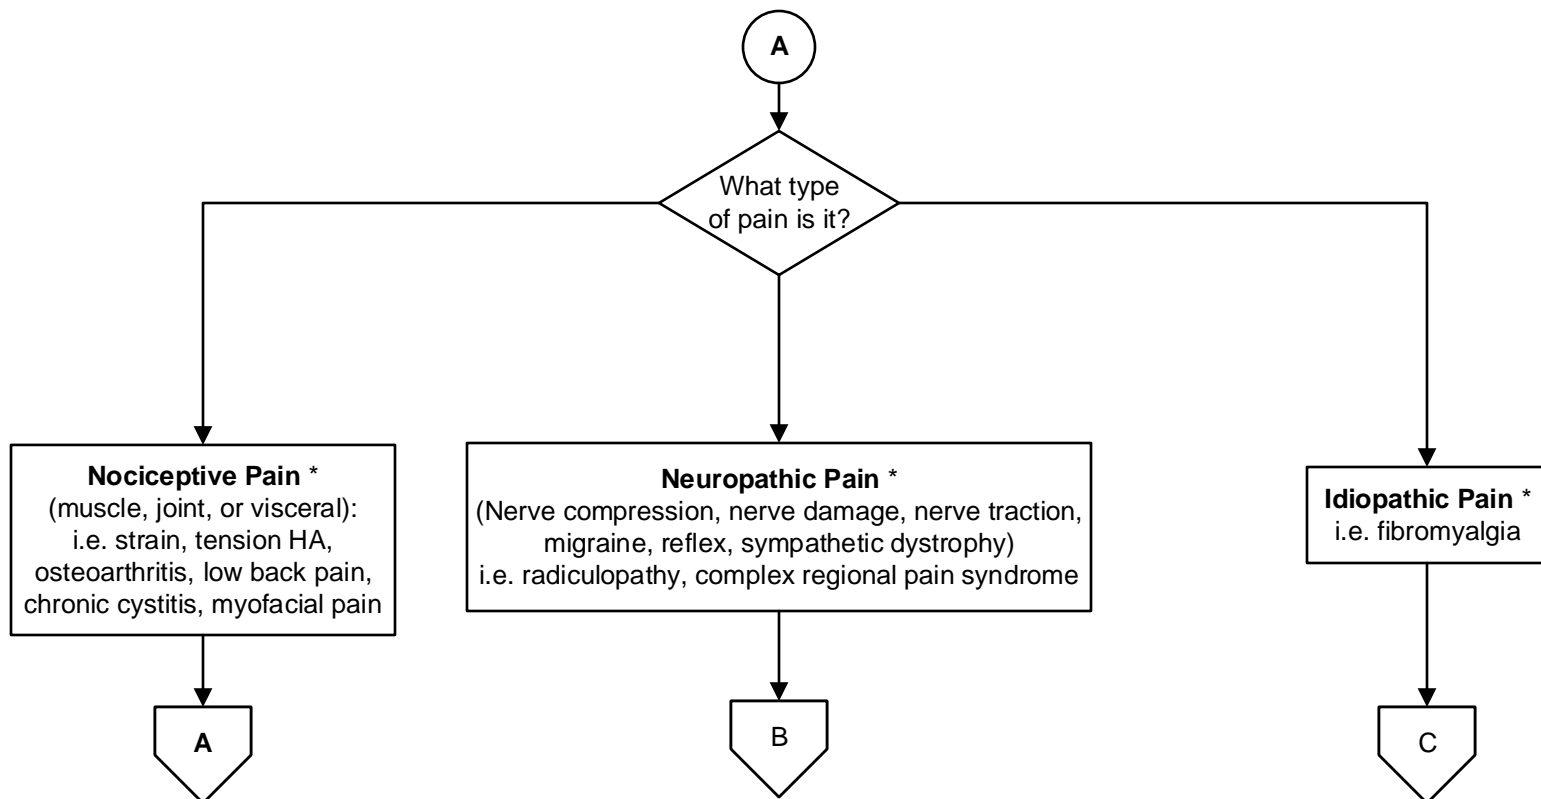 A
What type
of pain is it?
Nociceptive Pain *
(muscle, joint, or visceral):
i.e. strain, tension HA,
osteoarthritis, low back pain,
chronic cystitis, myofacial pain
Neuropathic Pain *
(Nerve compression, nerve damage, nerve traction,
migraine, reflex, sympathetic dystrophy)
i.e. radiculopathy, complex regional pain syndrome
Idiopathic Pain *
i.e. fibromyalgia
A
B
C